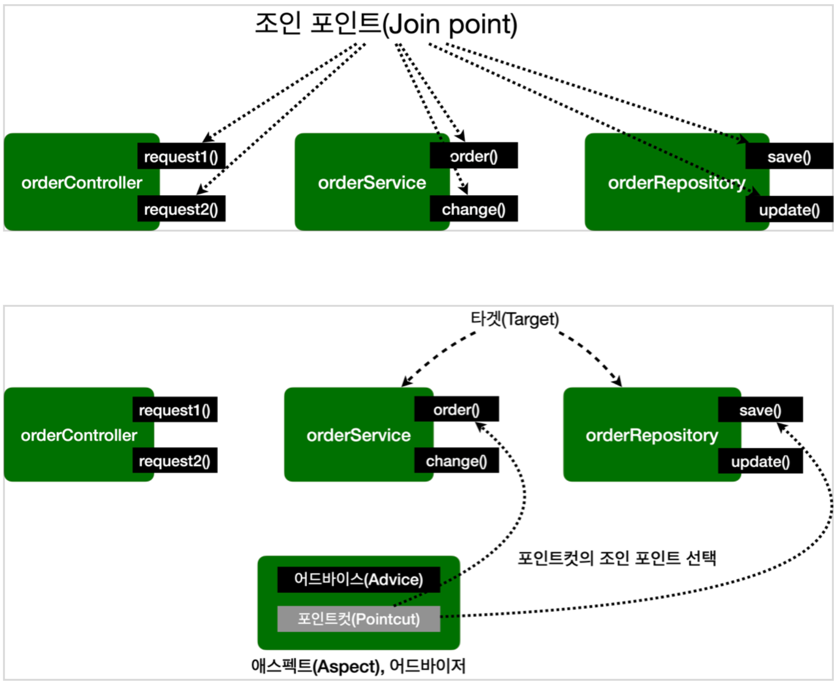 조인 포인트(Join point)
request1()
orderController
request2()
order()
orderService
change()
save()
orderRepository
update()
타겟(Target)
request1()
orderController
request2()
order()
orderService
change()
save()
orderRepository
update()
포인트컷의 조인 포인트 선택
어드바이스(Advice)
포인트컷(Pointcut)
애스펙트(Aspect), 어드바이저